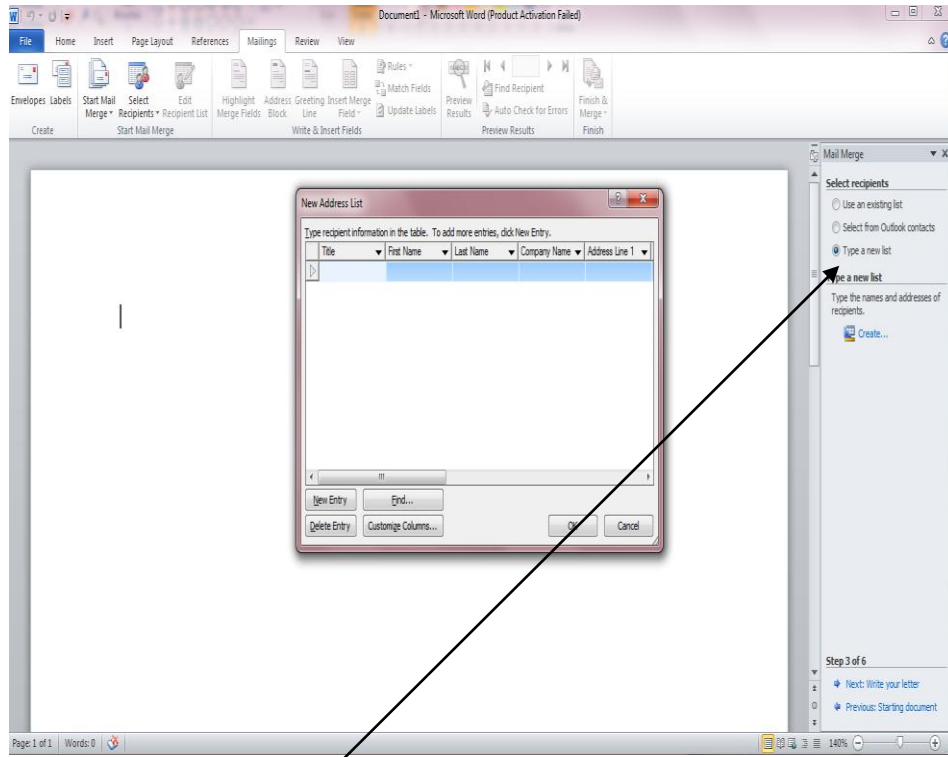 Document1 - Microsoft Word (Product Activation Failed)
File Home Insert Page Layout References Mailings Review View
Envelopes Labels Start Mail Merge Select Recipients Edit Recipient List Highlight Merge Fields Address Block Greeting Line Insert Merge Field Rules Match Fields Update Labels Preview Results Find Recipient Auto Check for Errors Finish & Merge
Create Start Mail Merge Write & Insert Fields Preview Results Finish
Mail Merge
Select recipients
Use an existing list
Select from Outlook contacts
Type a new list
Type a new list
Type the names and addresses of
recipients.
Create...
New Address List
Type recipient information in the table. To add more entries, click New Entry.
Title First Name Last Name Company Name Address Line 1
New Entry Find...
Delete Entry Customize Columns... OK Cancel
Step 3 of 6
Next: Write your letter
Previous: Starting document
Page: 1 of 1 Words: 0 140%